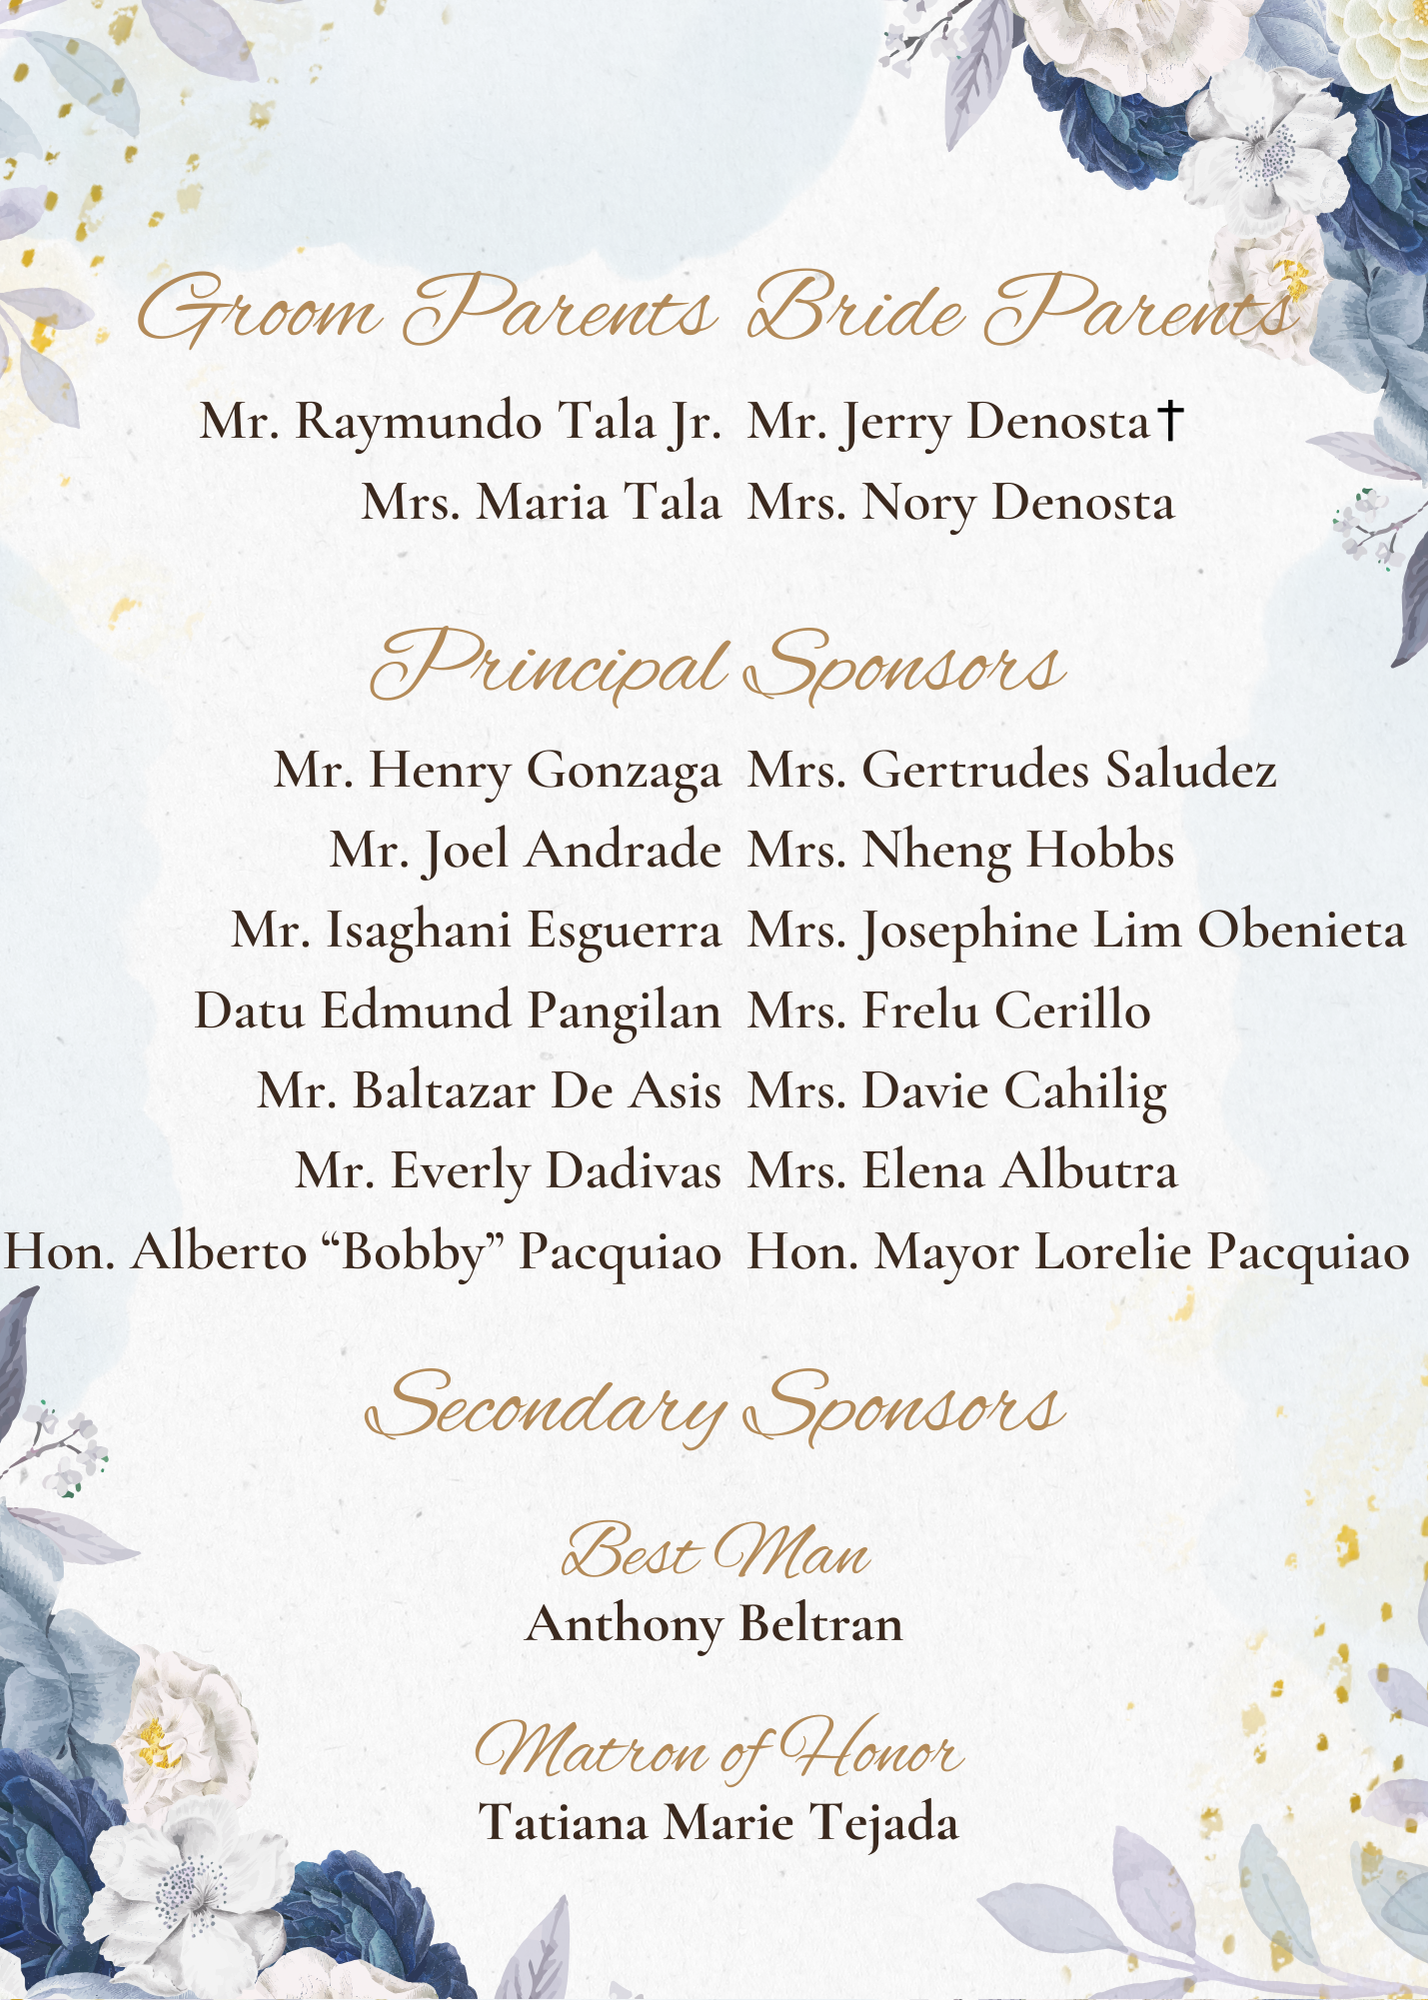 Groom Parents Bride Parents
Mr. Raymundo Tala Jr. Mr. Jerry Denosta†
Mrs. Maria Tala Mrs. Nory Denosta
Principal Sponsors
Mr. Henry Gonzaga Mrs. Gertrudes Saludez
Mr. Joel Andrade Mrs. Nheng Hobbs
Mr. Isaghani Esguerra Mrs. Josephine Lim Obenieta
Datu Edmund Pangilan Mrs. Frelu Cerillo
Mr. Baltazar De Asis Mrs. Davie Cahilig
Mr. Everly Dadivas Mrs. Elena Albutra
Hon. Alberto “Bobby” Pacquiao Hon. Mayor Lorelie Pacquiao
Secondary Sponsors
Best Man
Anthony Beltran
Matron of Honor
Tatiana Marie Tejada